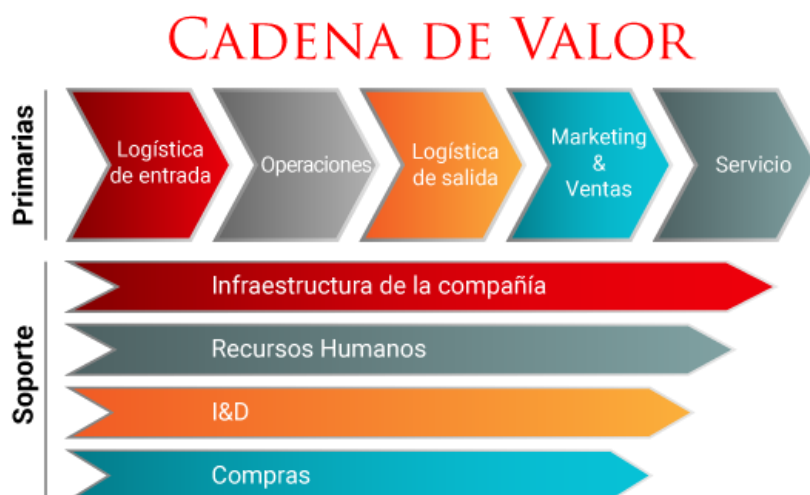 CADENA DE VALOR
Primarias
Logística
de entrada
Operaciones
Logística
de salida
Marketing
&
Ventas
Servicio
Soporte
Infraestructura de la compañía
Recursos Humanos
I&D
Compras